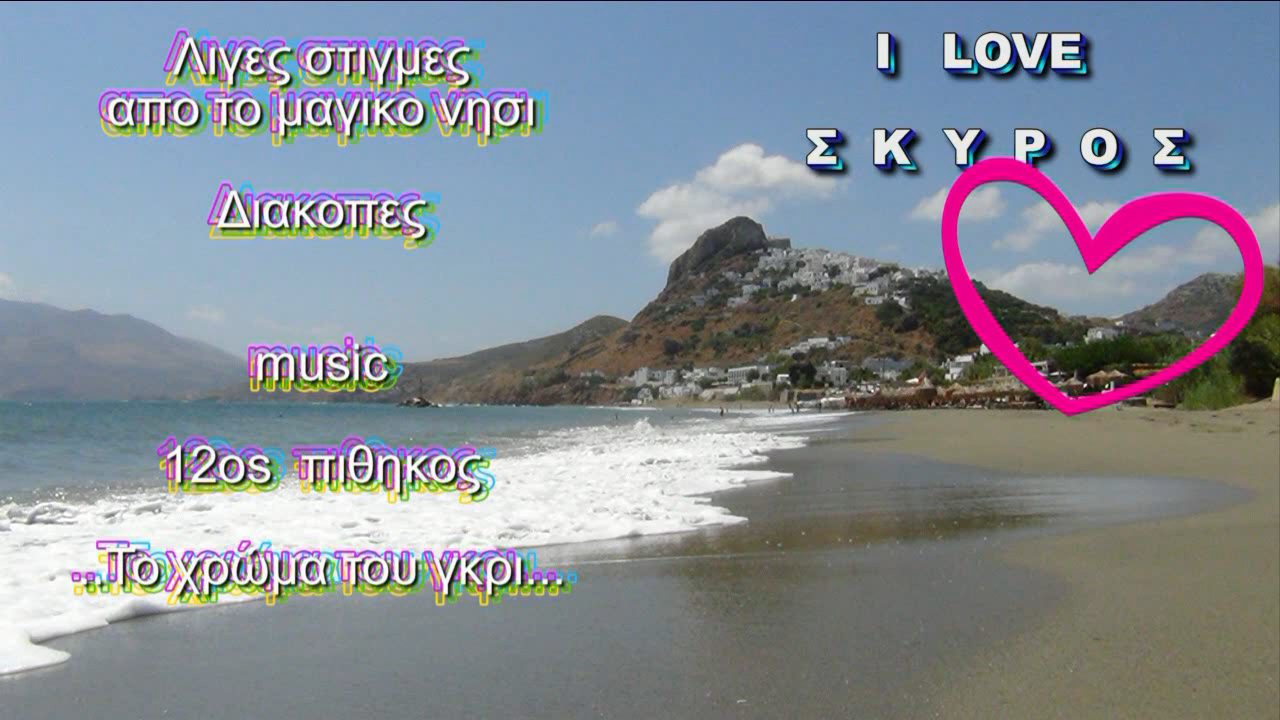 Λιγες στιγμες
απο το μαγικο νησι
Διακοπες
music
12os πιθηκος
...Το χρώμα του γκρι...
I LOVE
Σ Κ Υ Ρ Ο Σ